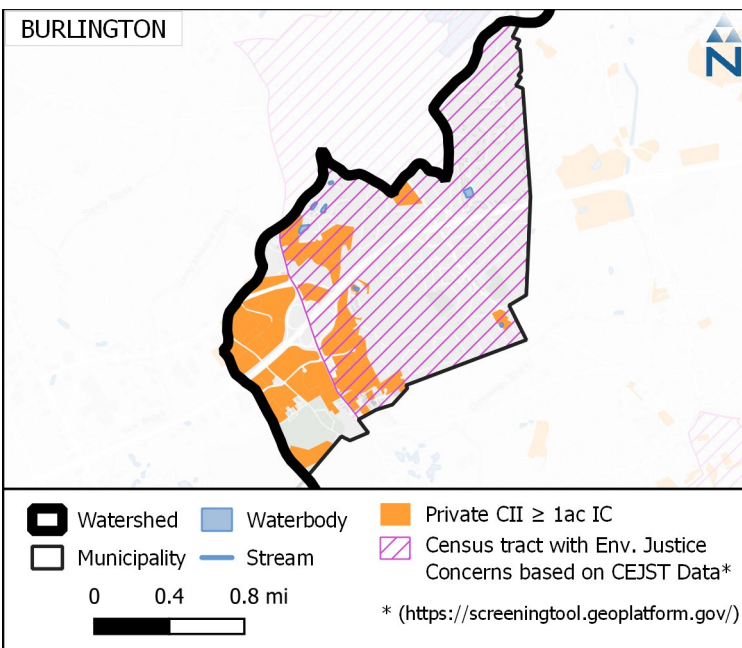 BURLINGTON
N
Watershed
Waterbody
Private CII ≥ 1ac IC
Municipality
Stream
Census tract with Env. Justice
Concerns based on CEJST Data*
0 0.4 0.8 mi
* (https://screeningtool.geoplatform.gov/)